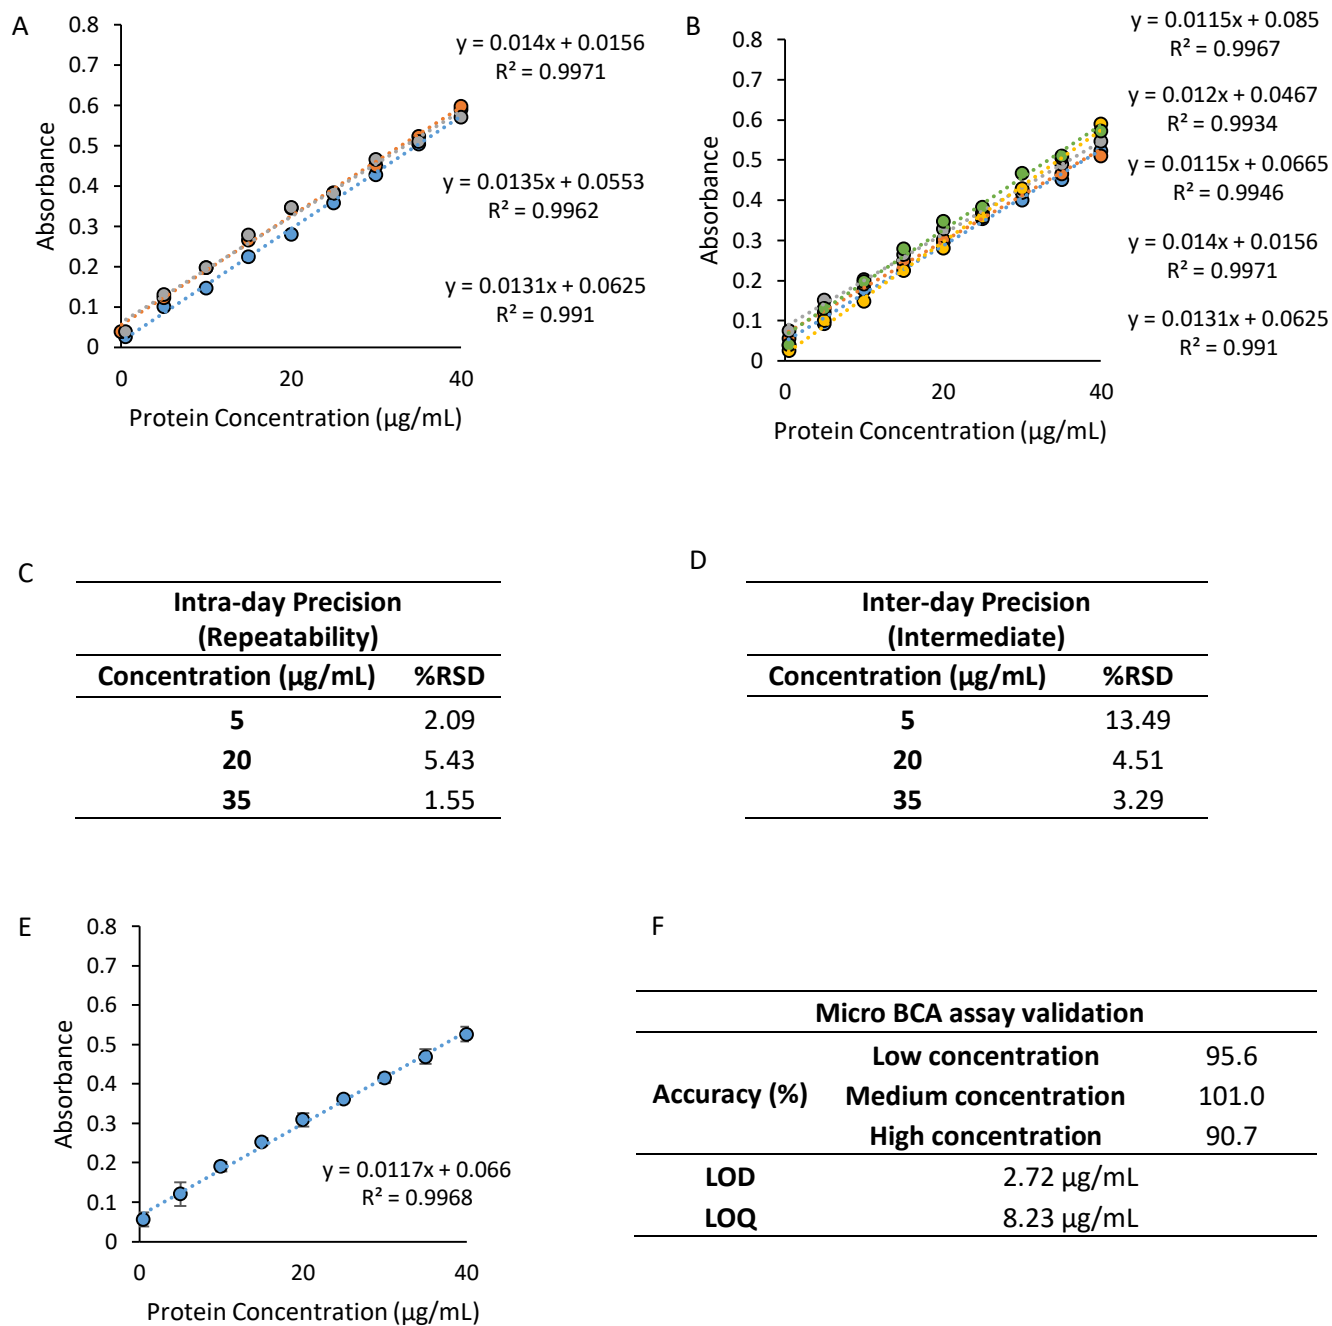 A
0.8
0.7
0.6
0.5
0.4
0.3
0.2
0.1
0
Absorbance
0 20 40
Protein Concentration (µg/mL)
y = 0.014x + 0.0156
R² = 0.9971
y = 0.0135x + 0.0553
R² = 0.9962
y = 0.0131x + 0.0625
R² = 0.991
B
0.8
0.7
0.6
0.5
0.4
0.3
0.2
0.1
0
Absorbance
0 20 40
Protein Concentration (µg/mL)
y = 0.0115x + 0.085
R² = 0.9967
y = 0.012x + 0.0467
R² = 0.9934
y = 0.0115x + 0.0665
R² = 0.9946
y = 0.014x + 0.0156
R² = 0.9971
y = 0.0131x + 0.0625
R² = 0.991
C
Intra-day Precision
(Repeatability)
Concentration (µg/mL) %RSD
5 2.09
20 5.43
35 1.55
D
Inter-day Precision
(Intermediate)
Concentration (µg/mL) %RSD
5 13.49
20 4.51
35 3.29
E
0.8
0.7
0.6
0.5
0.4
0.3
0.2
0.1
0
Absorbance
0 20 40
Protein Concentration (µg/mL)
y = 0.0117x + 0.066
R² = 0.9968
F
Micro BCA assay validation
Low concentration 95.6
Accuracy (%) Medium concentration 101.0
High concentration 90.7
LOD 2.72 µg/mL
LOQ 8.23 µg/mL